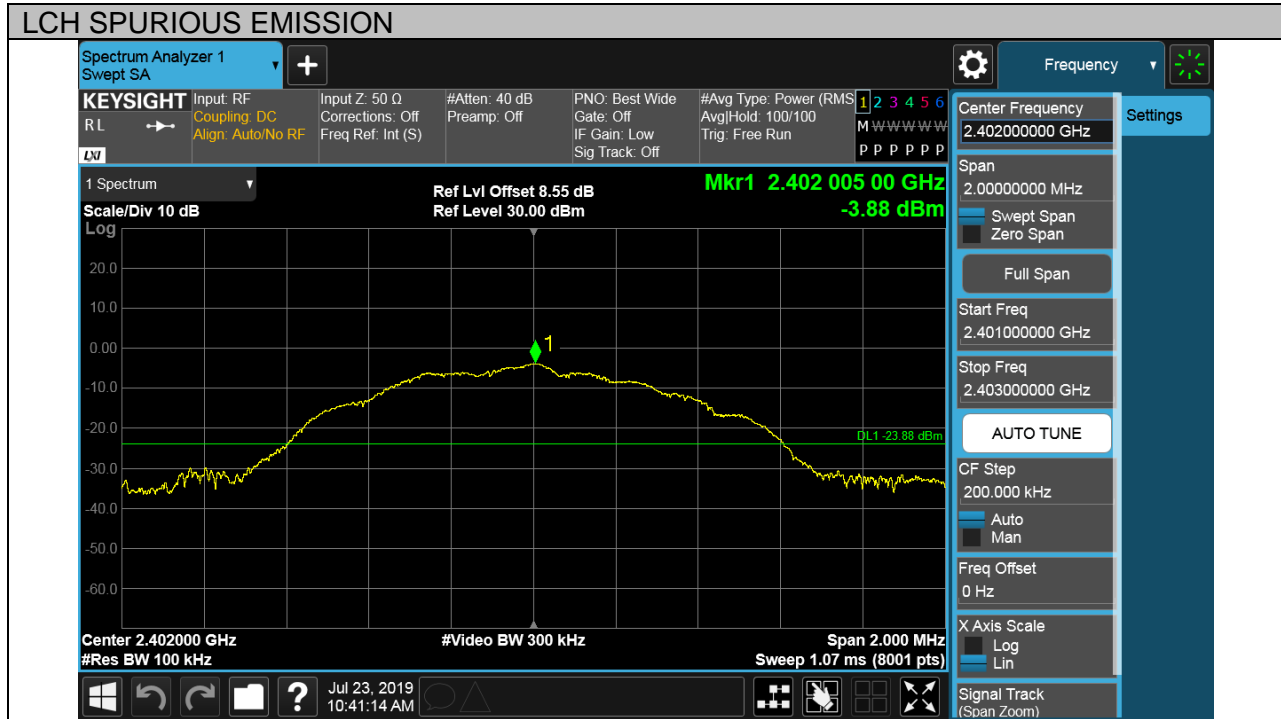 LCH SPURIOUS EMISSION
Spectrum Analyzer 1
Swept SA
Frequency
KEYSIGHT
RL
LXI
Input: RF
Coupling: DC
Align: Auto/No RF
Input Z: 50 Ω
Corrections: Off
Freq Ref: Int (S)
#Atten: 40 dB
Preamp: Off
PNO: Best Wide
Gate: Off
IF Gain: Low
Sig Track: Off
#Avg Type: Power (RMS
Avg|Hold: 100/100
Trig: Free Run
1 2 3 4 5 6
M W W W W W
P P P P P P
1 Spectrum
Scale/Div 10 dB
Ref Lvl Offset 8.55 dB
Ref Level 30.00 dBm
Mkr1 2.402 005 00 GHz
-3.88 dBm
Log
20.0
10.0
0.00
-10.0
-20.0
-30.0
-40.0
-50.0
-60.0
1
DL1 -23.88 dBm
Center 2.402000 GHz
#Res BW 100 kHz
#Video BW 300 kHz
Span 2.000 MHz
Sweep 1.07 ms (8001 pts)
Center Frequency
2.402000000 GHz
Settings
Span
2.00000000 MHz
Swept Span
Zero Span
Full Span
Start Freq
2.401000000 GHz
Stop Freq
2.403000000 GHz
AUTO TUNE
CF Step
200.000 kHz
Auto
Man
Freq Offset
0 Hz
X Axis Scale
Log
Lin
Signal Track
(Span Zoom)
?
Jul 23, 2019
10:41:14 AM